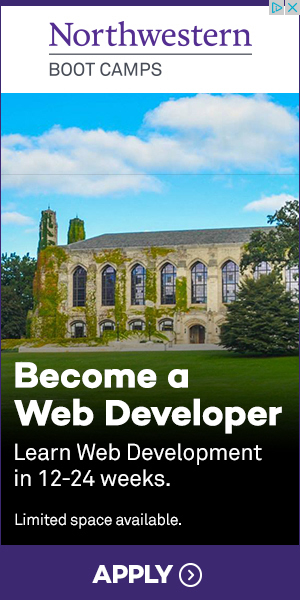 Northwestern
BOOT CAMPS
Become a
Web Developer
Learn Web Development
in 12-24 weeks.
Limited space available.
APPLY